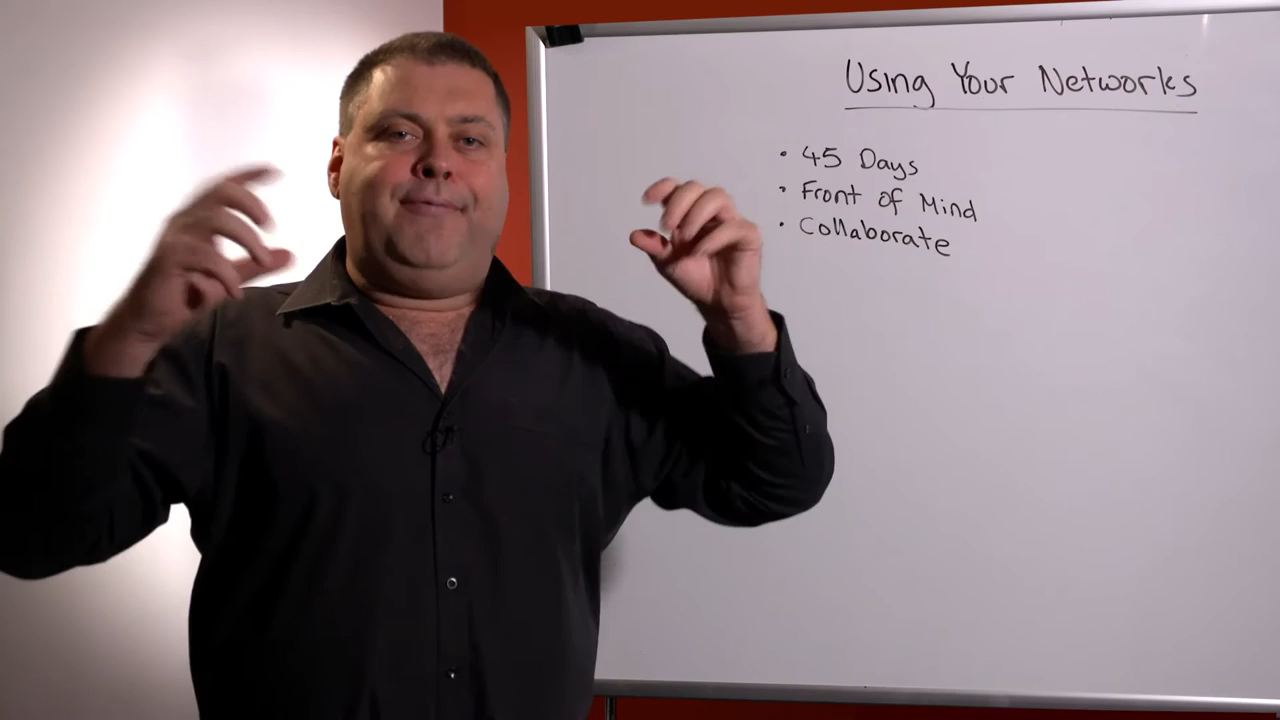 Using Your Networks
• 45 Days
• Front of Mind
• Collaborate